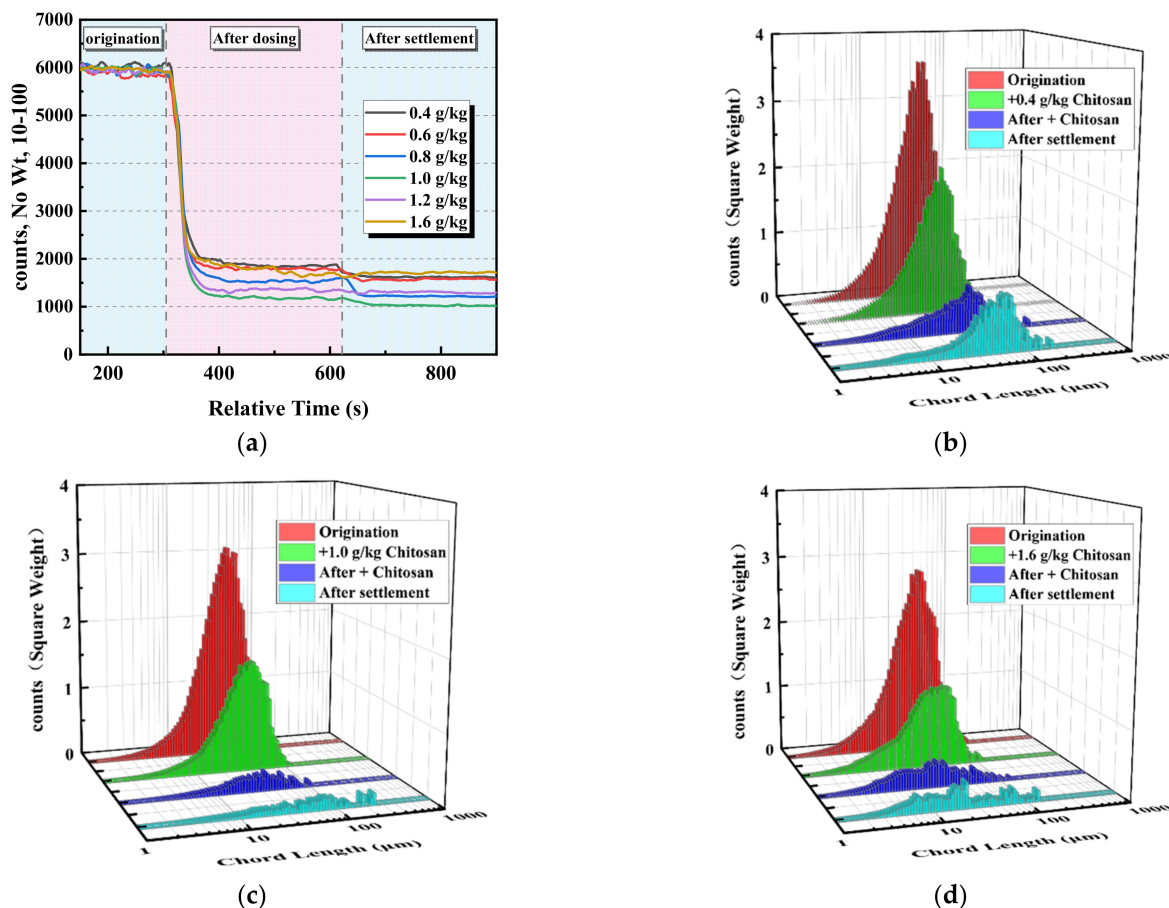 7000
6000
5000
4000
3000
2000
1000
0
counts, No Wt, 10-100
origination
After dosing
After settlement
0.4 g/kg
0.6 g/kg
0.8 g/kg
1.0 g/kg
1.2 g/kg
1.6 g/kg
200
400
600
800
Relative Time (s)
(a)
4
3
2
1
0
counts（Square Weight）
Origination
+0.4 g/kg Chitosan
After + Chitosan
After settlement
1
10
100
1000
Chord Length (μm)
(b)
4
3
2
1
0
counts（Square Weight）
Origination
+1.0 g/kg Chitosan
After + Chitosan
After settlement
1
10
100
1000
Chord Length (μm)
(c)
4
3
2
1
0
counts（Square Weight）
Origination
+1.6 g/kg Chitosan
After + Chitosan
After settlement
1
10
100
1000
Chord Length (μm)
(d)